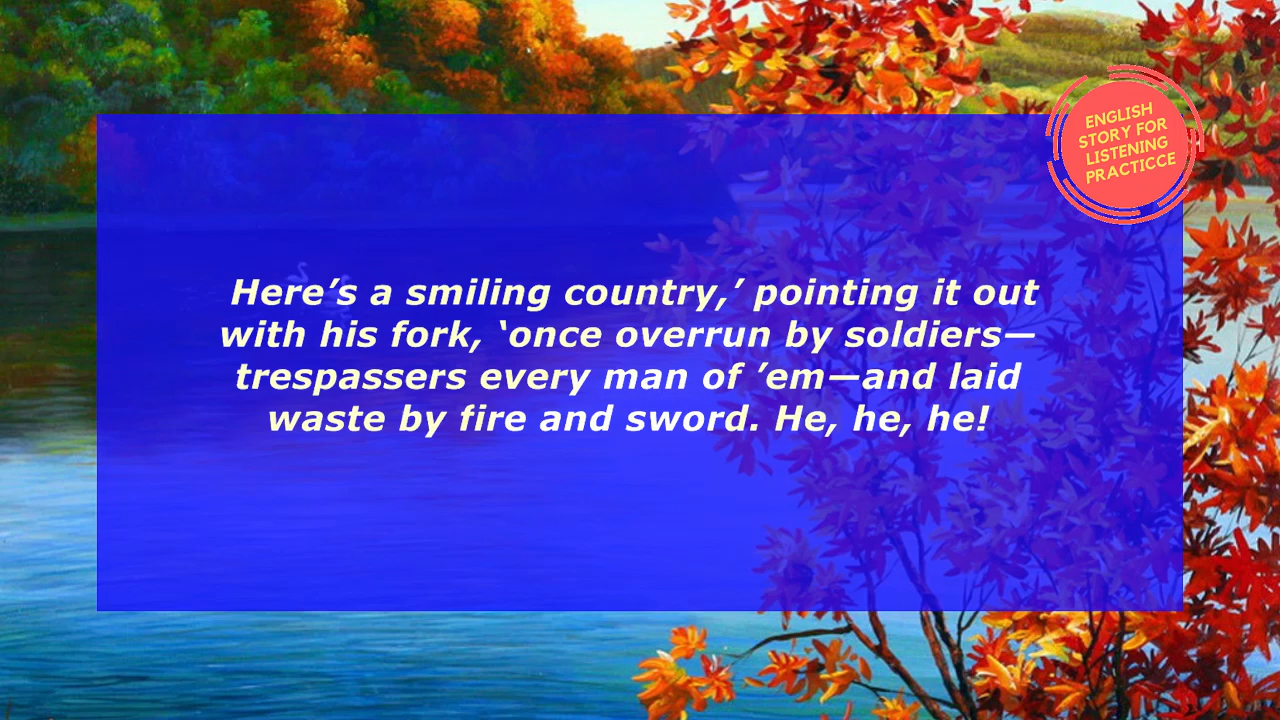 ENGLISH
STORY FOR
LISTENING
PRACTICCE
Here’s a smiling country,’ pointing it out
with his fork, ‘once overrun by soldiers—
trespassers every man of ’em—and laid
waste by fire and sword. He, he, he!